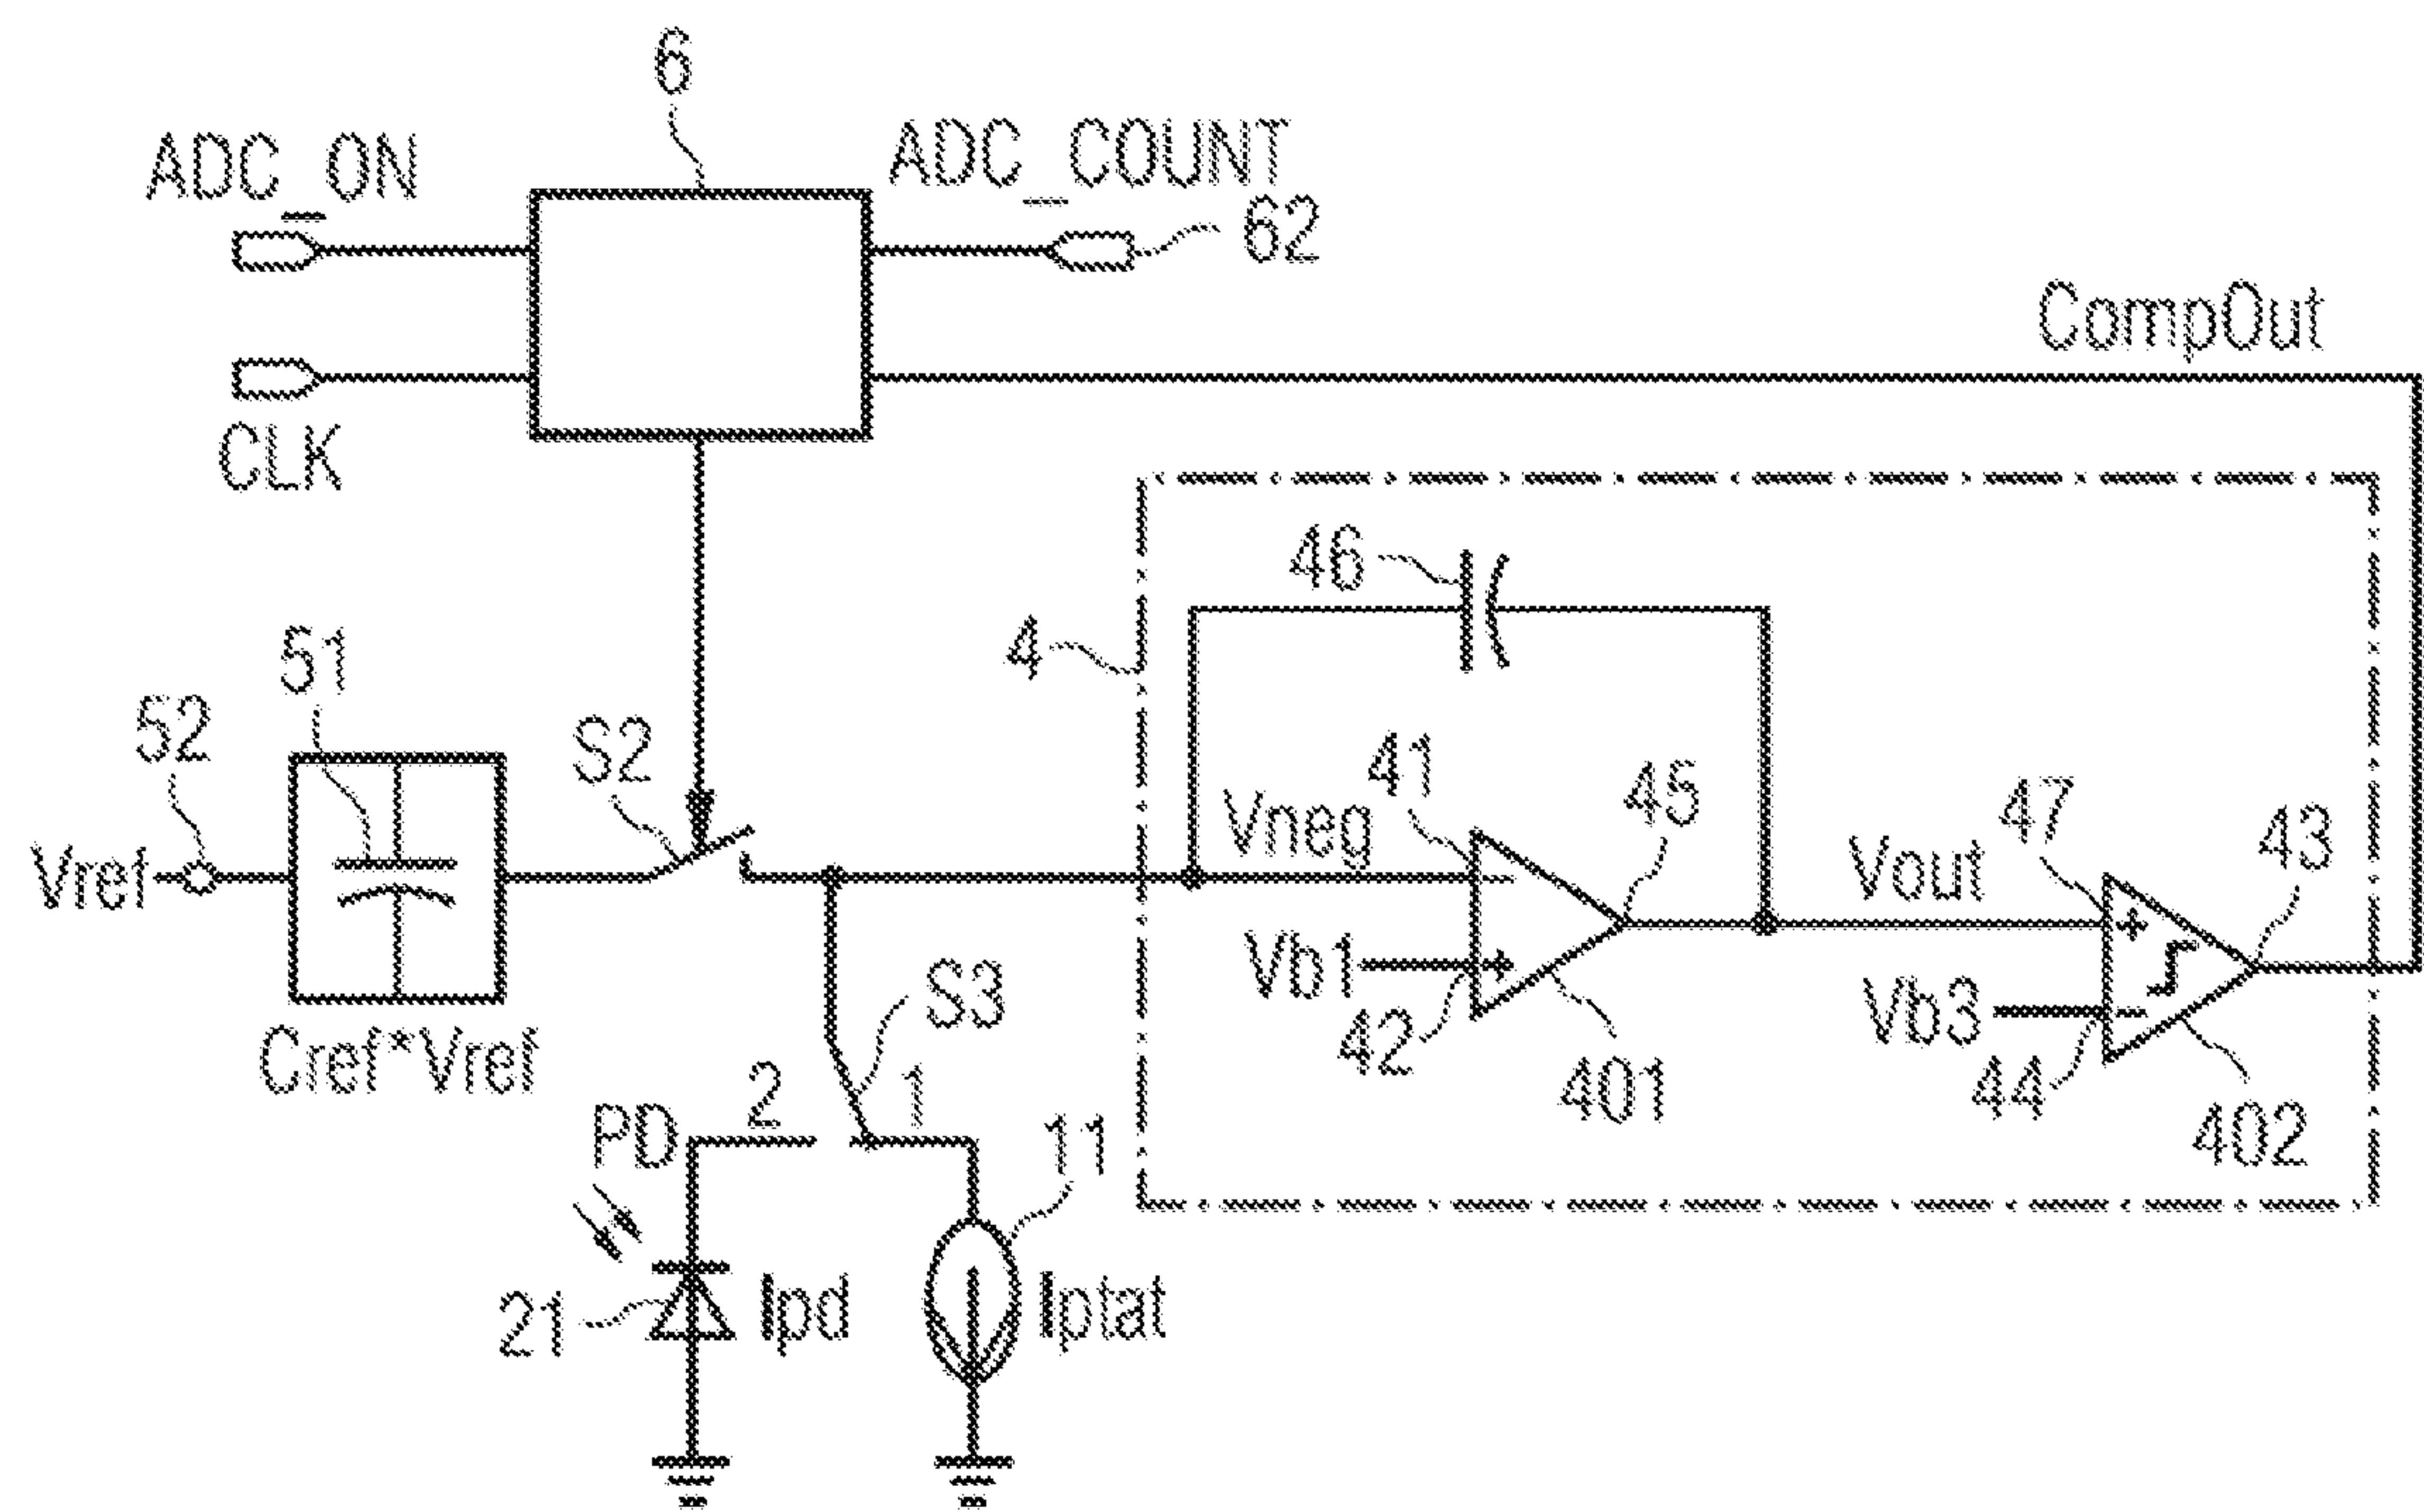 6
ADC_ON
ADC_COUNT
62
CompOut
CLK
46
4
51
52
S2
41
45
47
43
Vneg
Vout
Vref
Vb1
S3
42
Vb3
Cref*Vref
401
44
402
PD
2
1
11
21
Ipd
Iptat